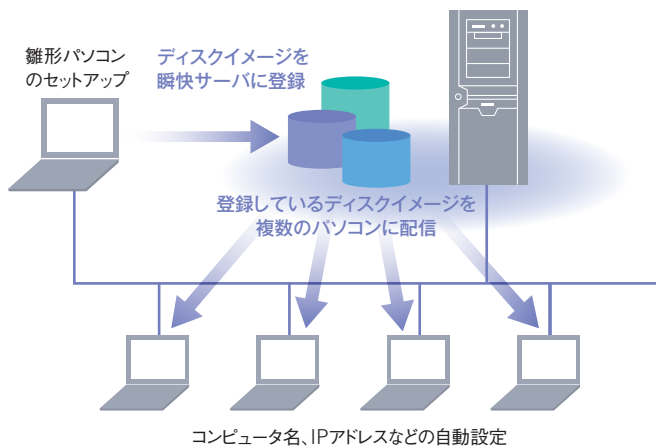 雛形パソコン
のセットアップ
ディスクイメージを
瞬快サーバに登録
登録しているディスクイメージを
複数のパソコンに配信
コンピュータ名、IPアドレスなどの自動設定